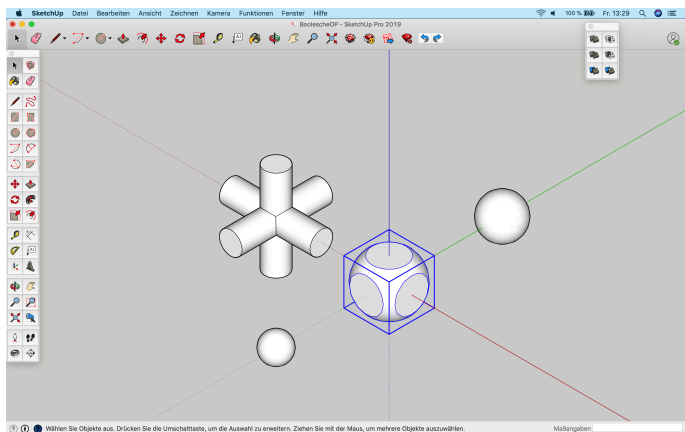 SketchUp Datei Bearbeiten Ansicht Zeichnen Kamera Funktionen Fenster Hilfe 100 % Fr. 13:29
BoolescheOP - SketchUp Pro 2019
Wählen Sie Objekte aus. Drücken Sie die Umschalttaste, um die Auswahl zu erweitern. Ziehen Sie mit der Maus, um mehrere Objekte auszuwählen. Maßangaben